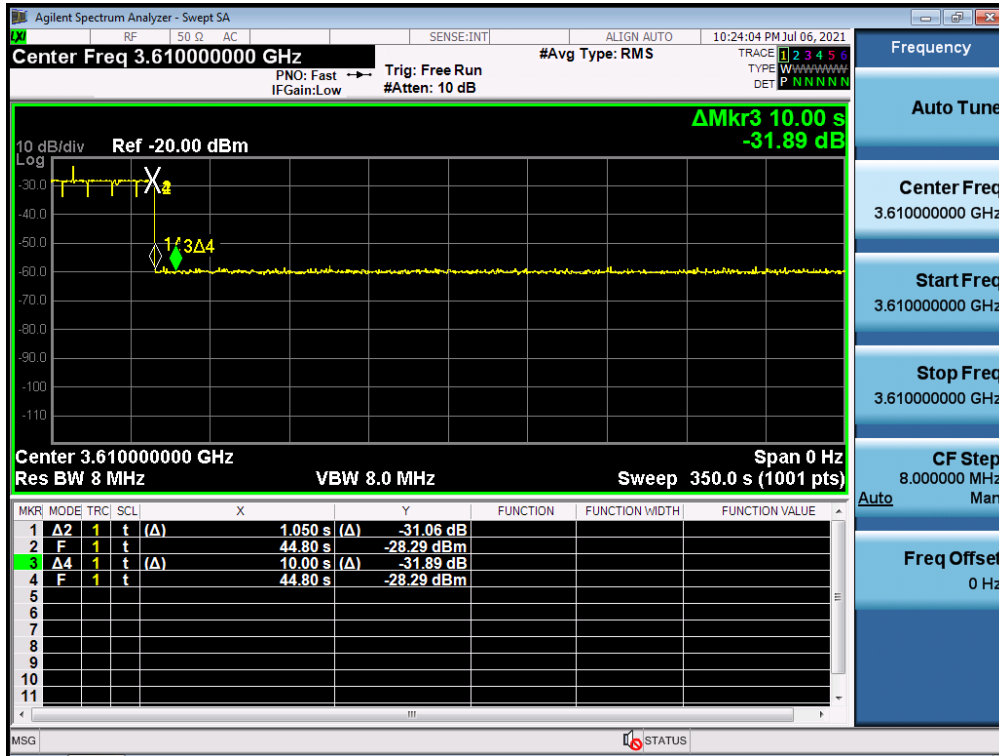 Agilent Spectrum Analyzer - Swept SA
LXI RF 50 Ω AC SENSE:INT ALIGN AUTO 10:24:04 PM Jul 06, 2021
Center Freq 3.610000000 GHz #Avg Type: RMS TRACE 1 2 3 4 5 6
PNO: Fast Trig: Free Run TYPE WWWWWW
IFGain:Low #Atten: 10 dB DET P N N N N N
ΔMkr3 10.00 s
-31.89 dB
10 dB/div Ref -20.00 dBm
Log
-30.0
-40.0
-50.0
-60.0
-70.0
-80.0
-90.0
-100
-110
3Δ4
Center 3.610000000 GHz Span 0 Hz
Res BW 8 MHz VBW 8.0 MHz Sweep 350.0 s (1001 pts)
MKR MODE TRC SCL X Y FUNCTION FUNCTION WIDTH FUNCTION VALUE
1 Δ2 1 t (Δ) 1.050 s (Δ) -31.06 dB
2 F 1 t 44.80 s -28.29 dBm
3 Δ4 1 t (Δ) 10.00 s (Δ) -31.89 dB
4 F 1 t 44.80 s -28.29 dBm
5
6
7
8
9
10
11
MSG STATUS
Frequency
Auto Tune
Center Freq
3.610000000 GHz
Start Freq
3.610000000 GHz
Stop Freq
3.610000000 GHz
CF Step
8.000000 MHz
Auto Man
Freq Offset
0 Hz